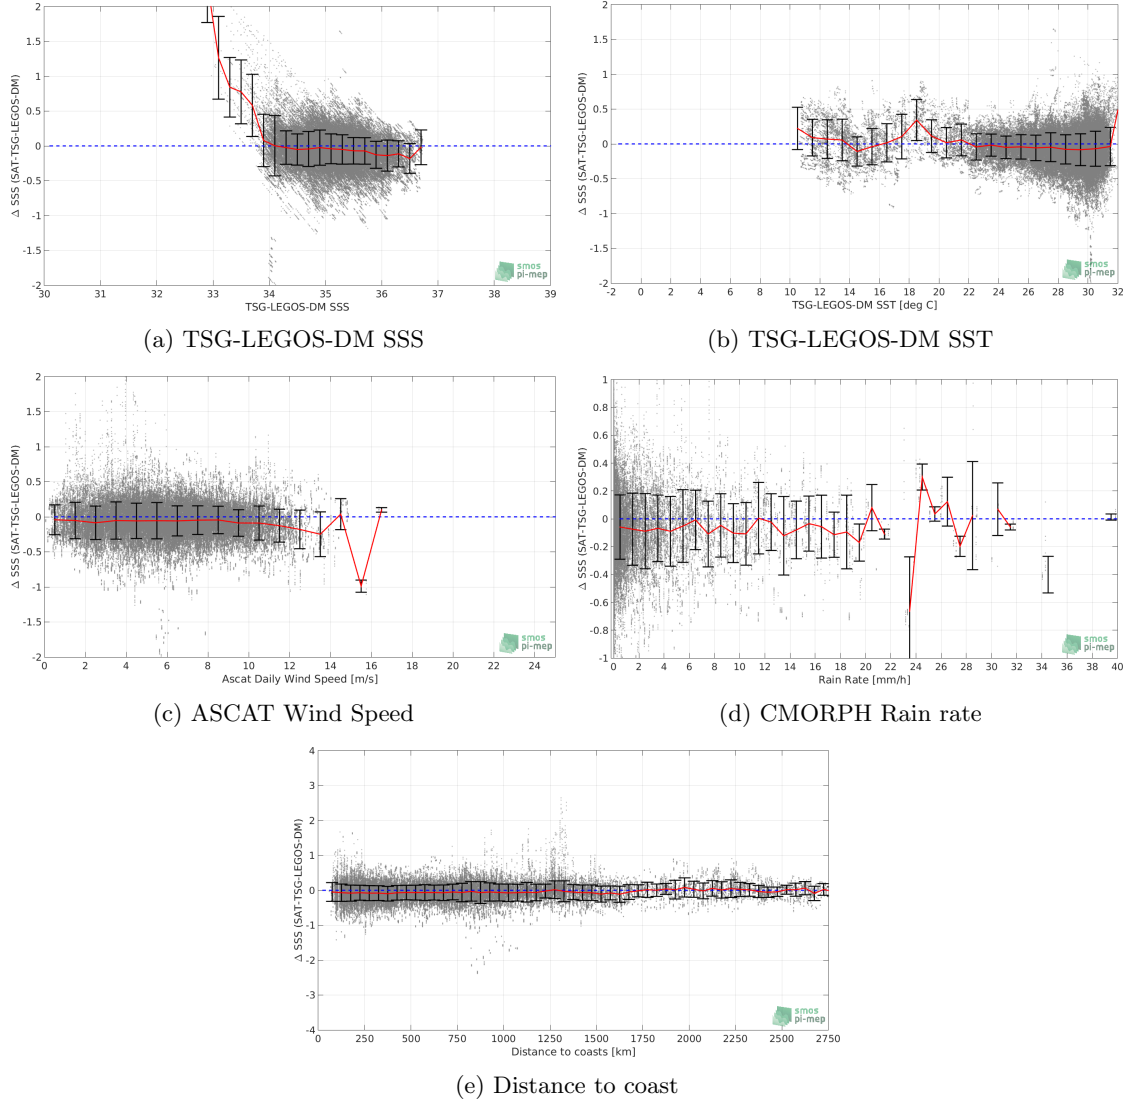 2
1.5
1
0.5
0
-0.5
-1
-1.5
-2
Δ SSS (SAT-TSG-LEGOS-DM)
30 31 32 33 34 35 36 37 38 39
TSG-LEGOS-DM SSS
smos
pi-mep
(a) TSG-LEGOS-DM SSS
2
1.5
1
0.5
0
-0.5
-1
-1.5
-2
Δ SSS (SAT-TSG-LEGOS-DM)
-2 0 2 4 6 8 10 12 14 16 18 20 22 24 26 28 30 32
TSG-LEGOS-DM SST [deg C]
smos
pi-mep
(b) TSG-LEGOS-DM SST
2
1.5
1
0.5
0
-0.5
-1
-1.5
-2
Δ SSS (SAT-TSG-LEGOS-DM)
0 2 4 6 8 10 12 14 16 18 20 22 24
Ascat Daily Wind Speed [m/s]
smos
pi-mep
(c) ASCAT Wind Speed
1
0.8
0.6
0.4
0.2
0
-0.2
-0.4
-0.6
-0.8
-1
Δ SSS (SAT-TSG-LEGOS-DM)
0 2 4 6 8 10 12 14 16 18 20 22 24 26 28 30 32 34 36 38 40
Rain Rate [mm/h]
smos
pi-mep
(d) CMORPH Rain rate
4
3
2
1
0
-1
-2
-3
-4
Δ SSS (SAT-TSG-LEGOS-DM)
0 250 500 750 1000 1250 1500 1750 2000 2250 2500 2750
Distance to coasts [km]
smos
pi-mep
(e) Distance to coast